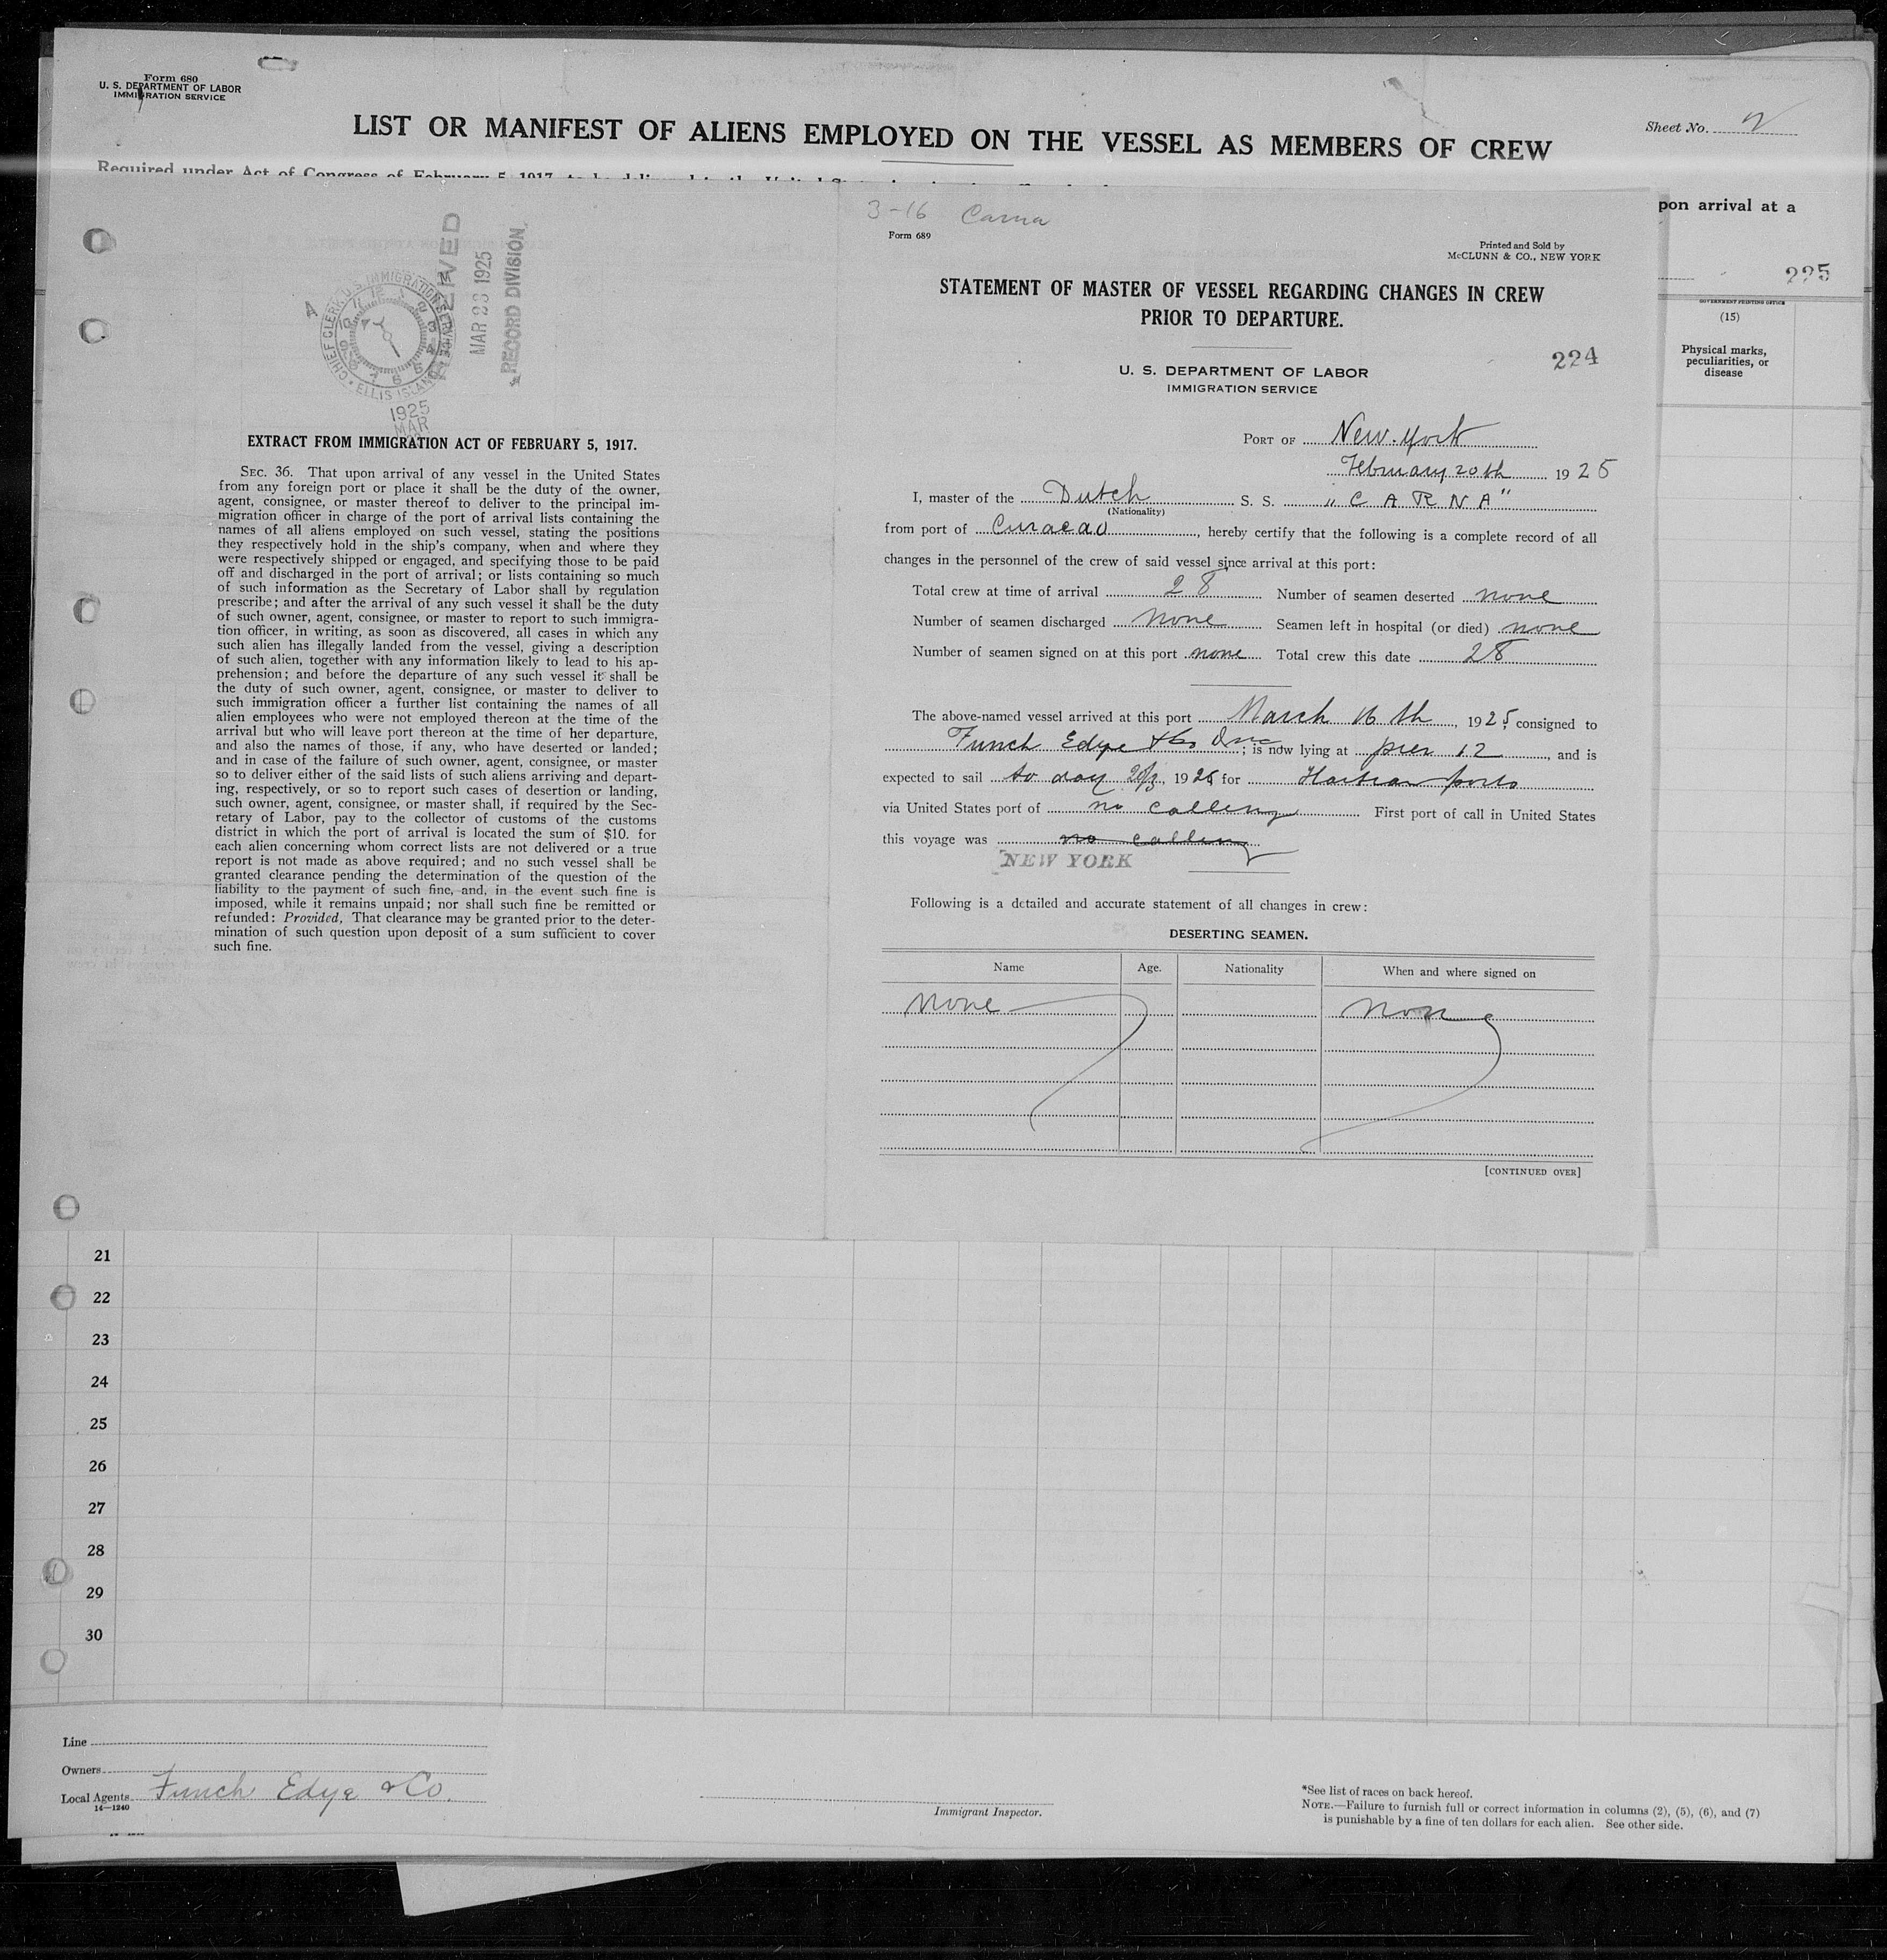 Form 680
U. S. DEPARTMENT OF LABOR
IMMIGRATION SERVICE
LIST OR MANIFEST OF ALIENS EMPLOYED ON THE VESSEL AS MEMBERS OF CREW
Sheet No. 2
Required under Act of Congress of February 5, 1917, to be delivered to the United States
pon arrival at a
225
GOVERNMENT PRINTING OFFICE
(15)
Physical marks,
peculiarities, or
disease
RECEIVED
MAR 23 1925
RECORD DIVISION
CHIEF CLERK U.S. IMMIGRATION SERVICE
ELLIS ISLAND
1925
MAR
EXTRACT FROM IMMIGRATION ACT OF FEBRUARY 5, 1917.
SEC. 36. That upon arrival of any vessel in the United States
from any foreign port or place it shall be the duty of the owner,
agent, consignee, or master thereof to deliver to the principal im-
migration officer in charge of the port of arrival lists containing the
names of all aliens employed on such vessel, stating the positions
they respectively hold in the ship's company, when and where they
were respectively shipped or engaged, and specifying those to be paid
off and discharged in the port of arrival; or lists containing so much
of such information as the Secretary of Labor shall by regulation
prescribe; and after the arrival of any such vessel it shall be the duty
of such owner, agent, consignee, or master to report to such immigra-
tion officer, in writing, as soon as discovered, all cases in which any
such alien has illegally landed from the vessel, giving a description
of such alien, together with any information likely to lead to his ap-
prehension; and before the departure of any such vessel it shall be
the duty of such owner, agent, consignee, or master to deliver to
such immigration officer a further list containing the names of all
alien employees who were not employed thereon at the time of the
arrival but who will leave port thereon at the time of her departure,
and also the names of those, if any, who have deserted or landed;
and in case of the failure of such owner, agent, consignee, or master
so to deliver either of the said lists of such aliens arriving and depart-
ing, respectively, or so to report such cases of desertion or landing,
such owner, agent, consignee, or master shall, if required by the Sec-
retary of Labor, pay to the collector of customs of the customs
district in which the port of arrival is located the sum of $10. for
each alien concerning whom correct lists are not delivered or a true
report is not made as above required; and no such vessel shall be
granted clearance pending the determination of the question of the
liability to the payment of such fine, and, in the event such fine is
imposed, while it remains unpaid; nor shall such fine be remitted or
refunded: Provided, That clearance may be granted prior to the deter-
mination of such question upon deposit of a sum sufficient to cover
such fine.
3-16 Carna
Form 689
Printed and Sold by
McCLUNN & CO., NEW YORK
STATEMENT OF MASTER OF VESSEL REGARDING CHANGES IN CREW
PRIOR TO DEPARTURE.
224
U. S. DEPARTMENT OF LABOR
IMMIGRATION SERVICE
PORT OF New. York
February 20th 1925
I, master of the Dutch S. S. "CARNA"
(Nationality)
from port of Curacao, hereby certify that the following is a complete record of all
changes in the personnel of the crew of said vessel since arrival at this port:
Total crew at time of arrival 28 Number of seamen deserted none
Number of seamen discharged none Seamen left in hospital (or died) none
Number of seamen signed on at this port none Total crew this date 28
The above-named vessel arrived at this port March 16 th, 1925, consigned to
Funch Edye & Co Inc; is now lying at pier 12, and is
expected to sail to day 20/3, 1925 for Haitian ports
via United States port of no calling First port of call in United States
this voyage was no calling
NEW YORK
Following is a detailed and accurate statement of all changes in crew:
DESERTING SEAMEN.
Name Age. Nationality When and where signed on
none none
[CONTINUED OVER]
21
22
23
24
25
26
27
28
29
30
Line
Owners
Local Agents Funch Edye & Co.
14—1240
Immigrant Inspector.
*See list of races on back hereof.
NOTE.—Failure to furnish full or correct information in columns (2), (5), (6), and (7)
is punishable by a fine of ten dollars for each alien. See other side.